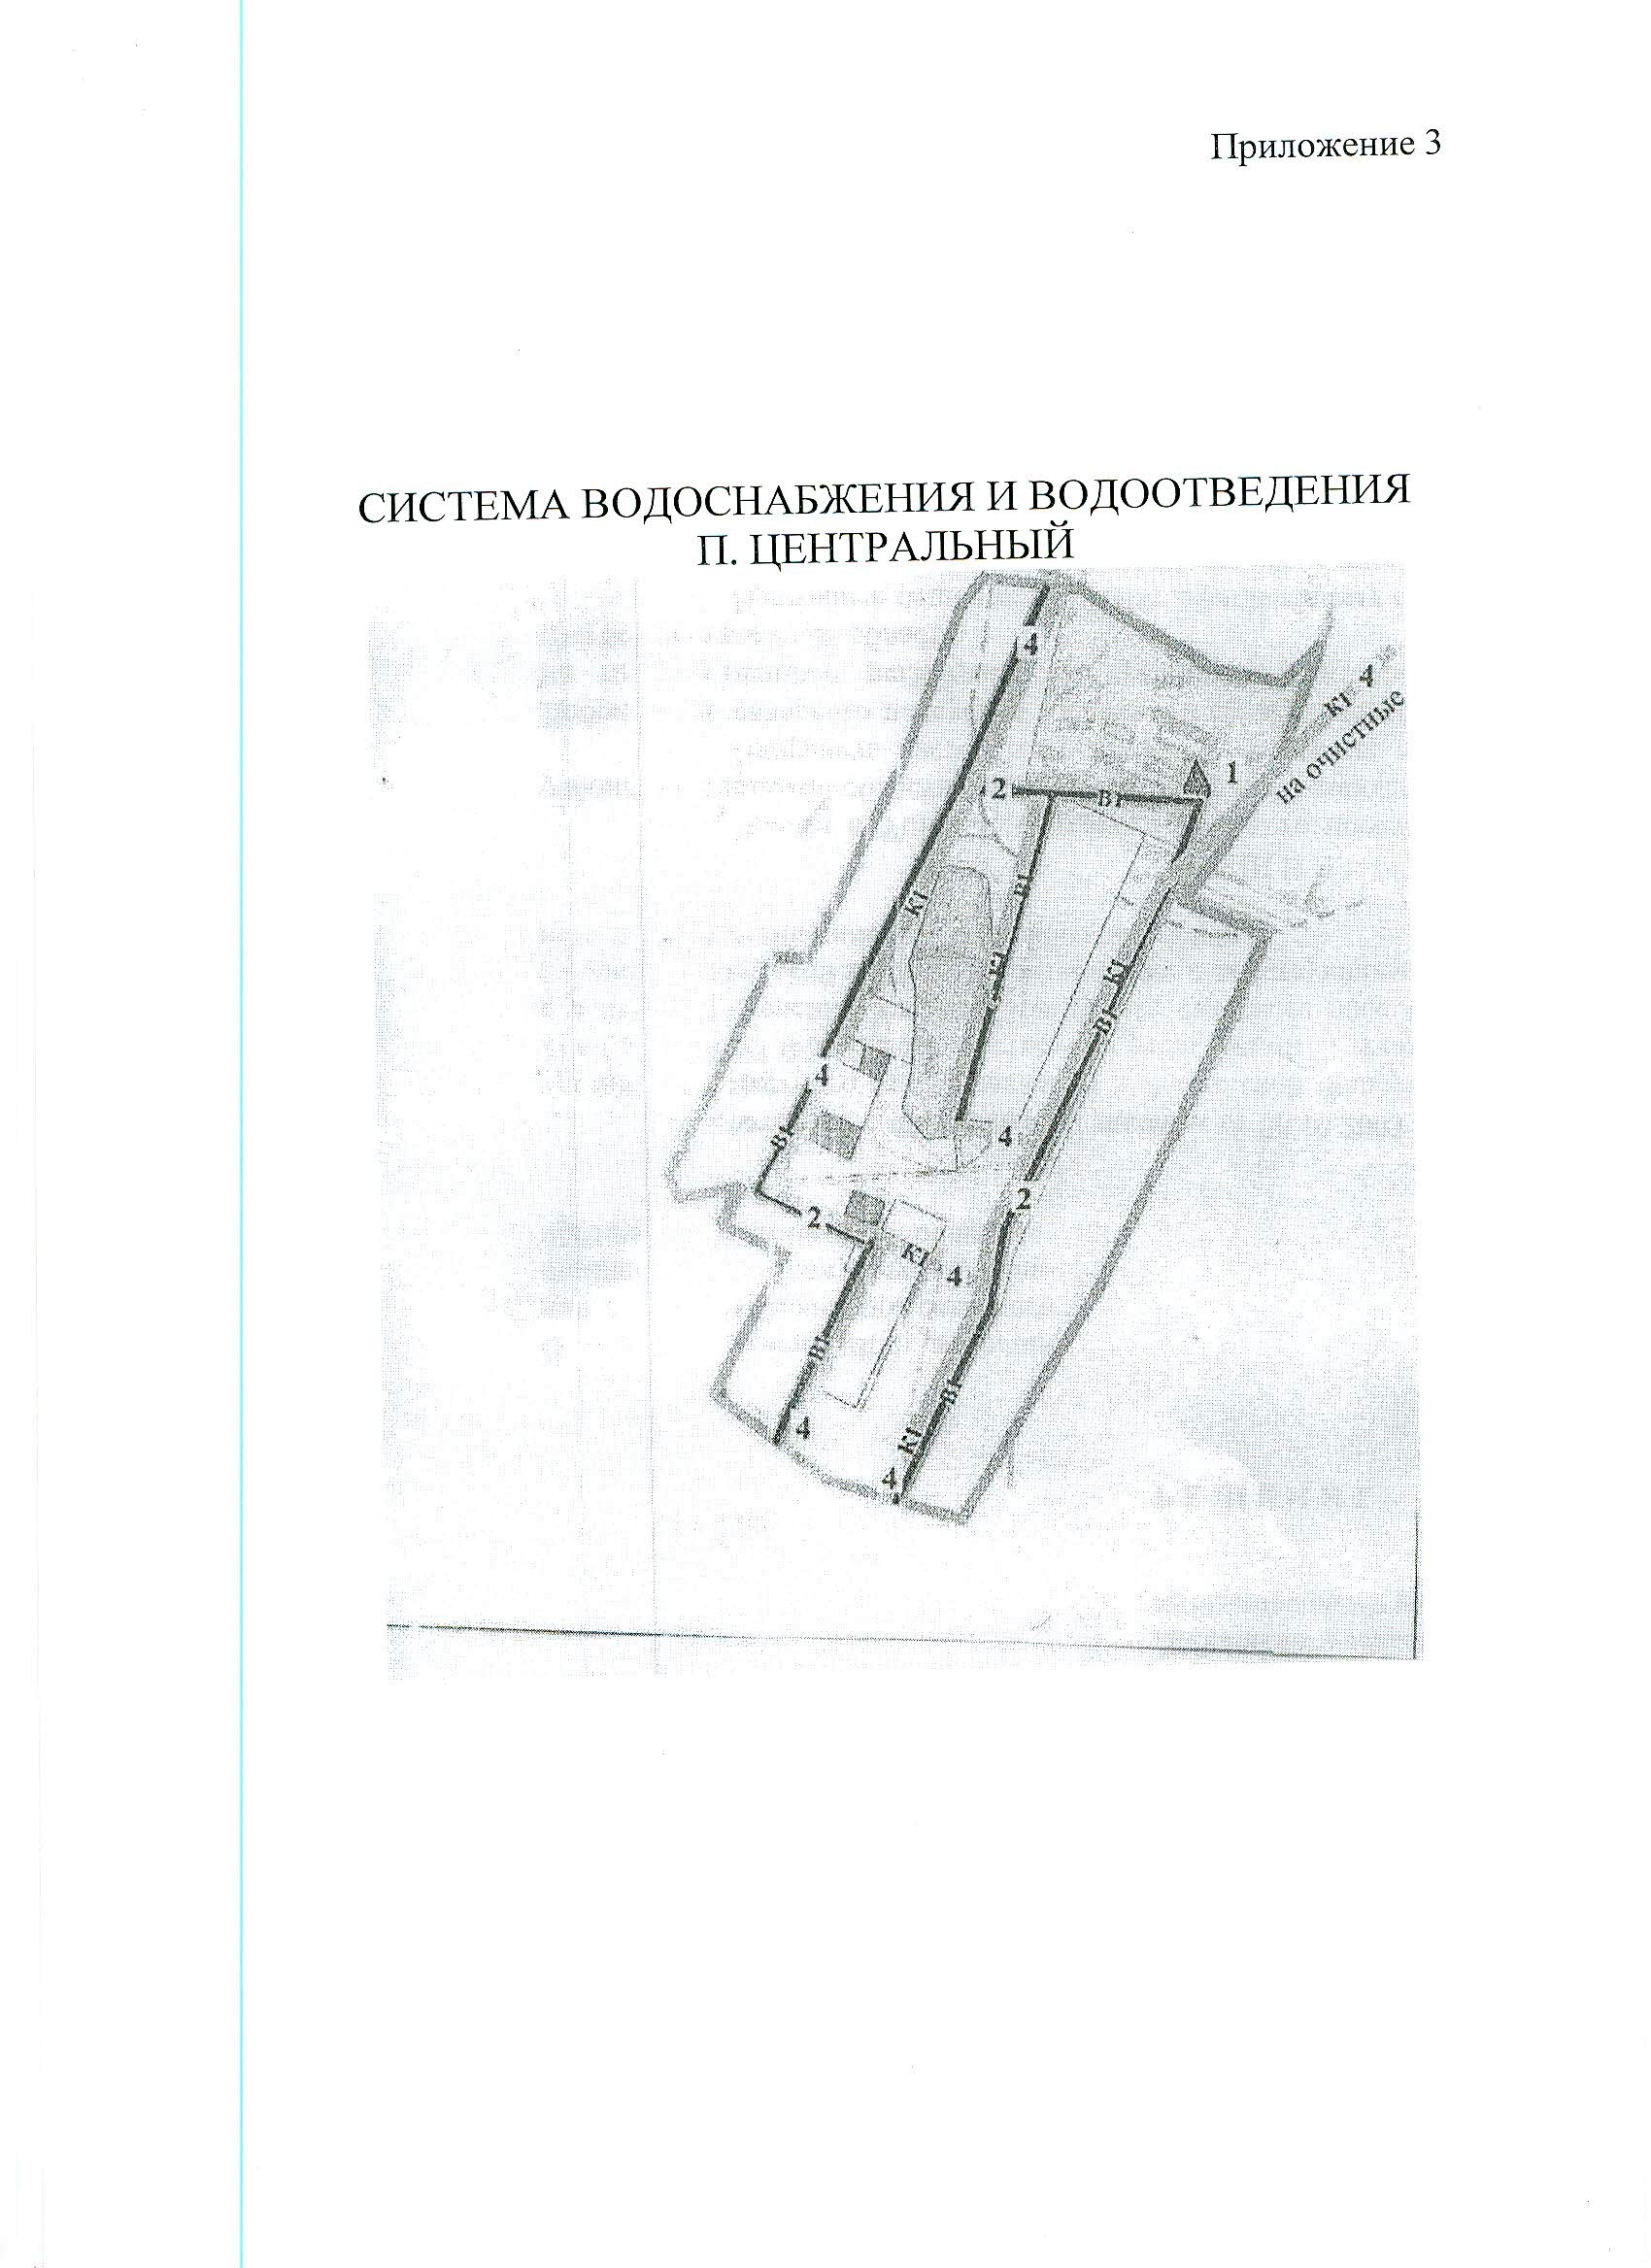 Приложение 3
СИСТЕМА ВОДОСНАБЖЕНИЯ И ВОДООТВЕДЕНИЯ
П. ЦЕНТРАЛЬНЫЙ
4
К1 4
на очистные
1
2
В1
В1
К1
К1
К1
В1
4
4
В1
2
2
К1
4
В1
В1
4
К1
4